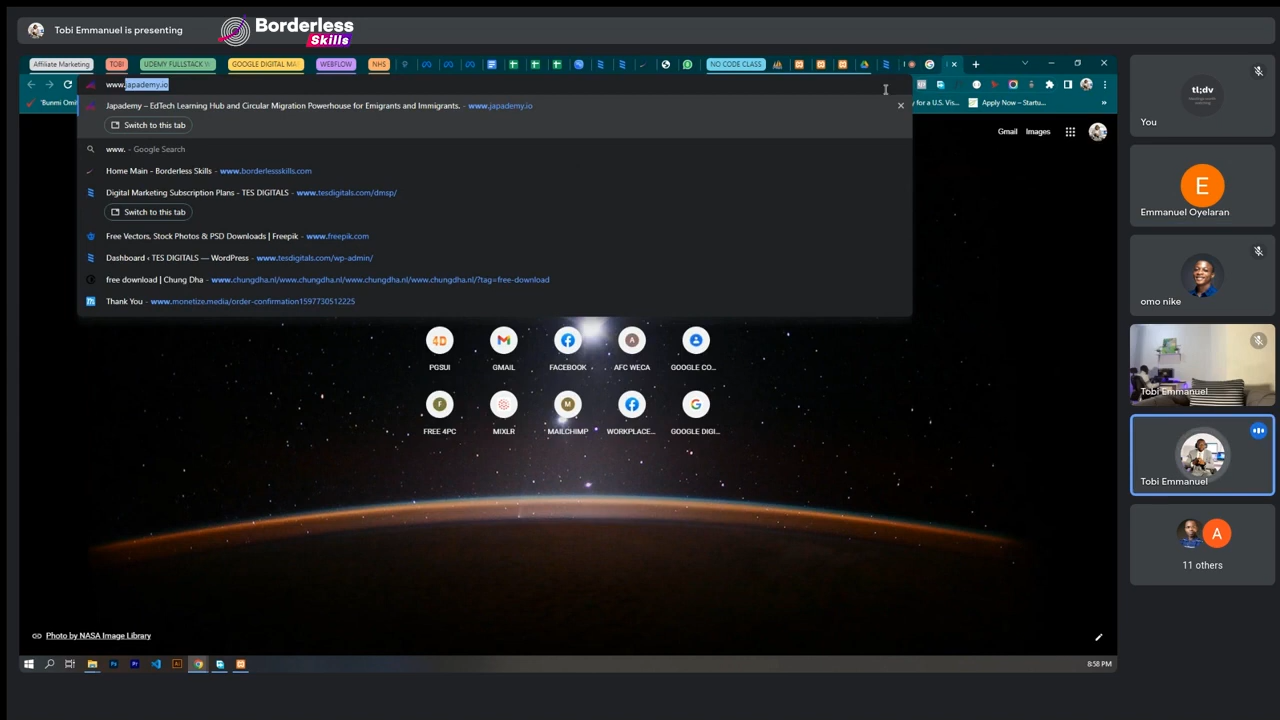 Tobi Emmanuel is presenting
Borderless
Skills
Affiliate Marketing
TOBI
UDEMY FULLSTACK
GOOGLE DIGITAL MA
WEBFLOW
NHS
NO CODE CLASS
www.japademy.io
'Bunmi Omil
y for a U.S. Vis...
Apply Now – Startu...
»
Japademy – EdTech Learning Hub and Circular Migration Powerhouse for Emigrants and Immigrants. - www.japademy.io
Switch to this tab
www. - Google Search
Home Main - Borderless Skills - www.borderlessskills.com
Digital Marketing Subscription Plans - TES DIGITALS - www.tesdigitals.com/dmsp/
Switch to this tab
Free Vectors, Stock Photos & PSD Downloads | Freepik - www.freepik.com
Dashboard ‹ TES DIGITALS — WordPress - www.tesdigitals.com/wp-admin/
free download | Chung Dha - www.chungdha.nl/www.chungdha.nl/www.chungdha.nl/www.chungdha.nl/?tag=free-download
Thank You - www.monetize.media/order-confirmation1597730512225
Gmail
Images
PGSUI
GMAIL
FACEBOOK
AFC WECA
GOOGLE CO...
FREE 4PC
MIXLR
MAILCHIMP
WORKPLACE...
GOOGLE DIGI...
Photo by NASA Image Library
8:58 PM
tl;dv
You
E
Emmanuel Oyelaran
omo nike
Tobi Emmanuel
Tobi Emmanuel
A
11 others